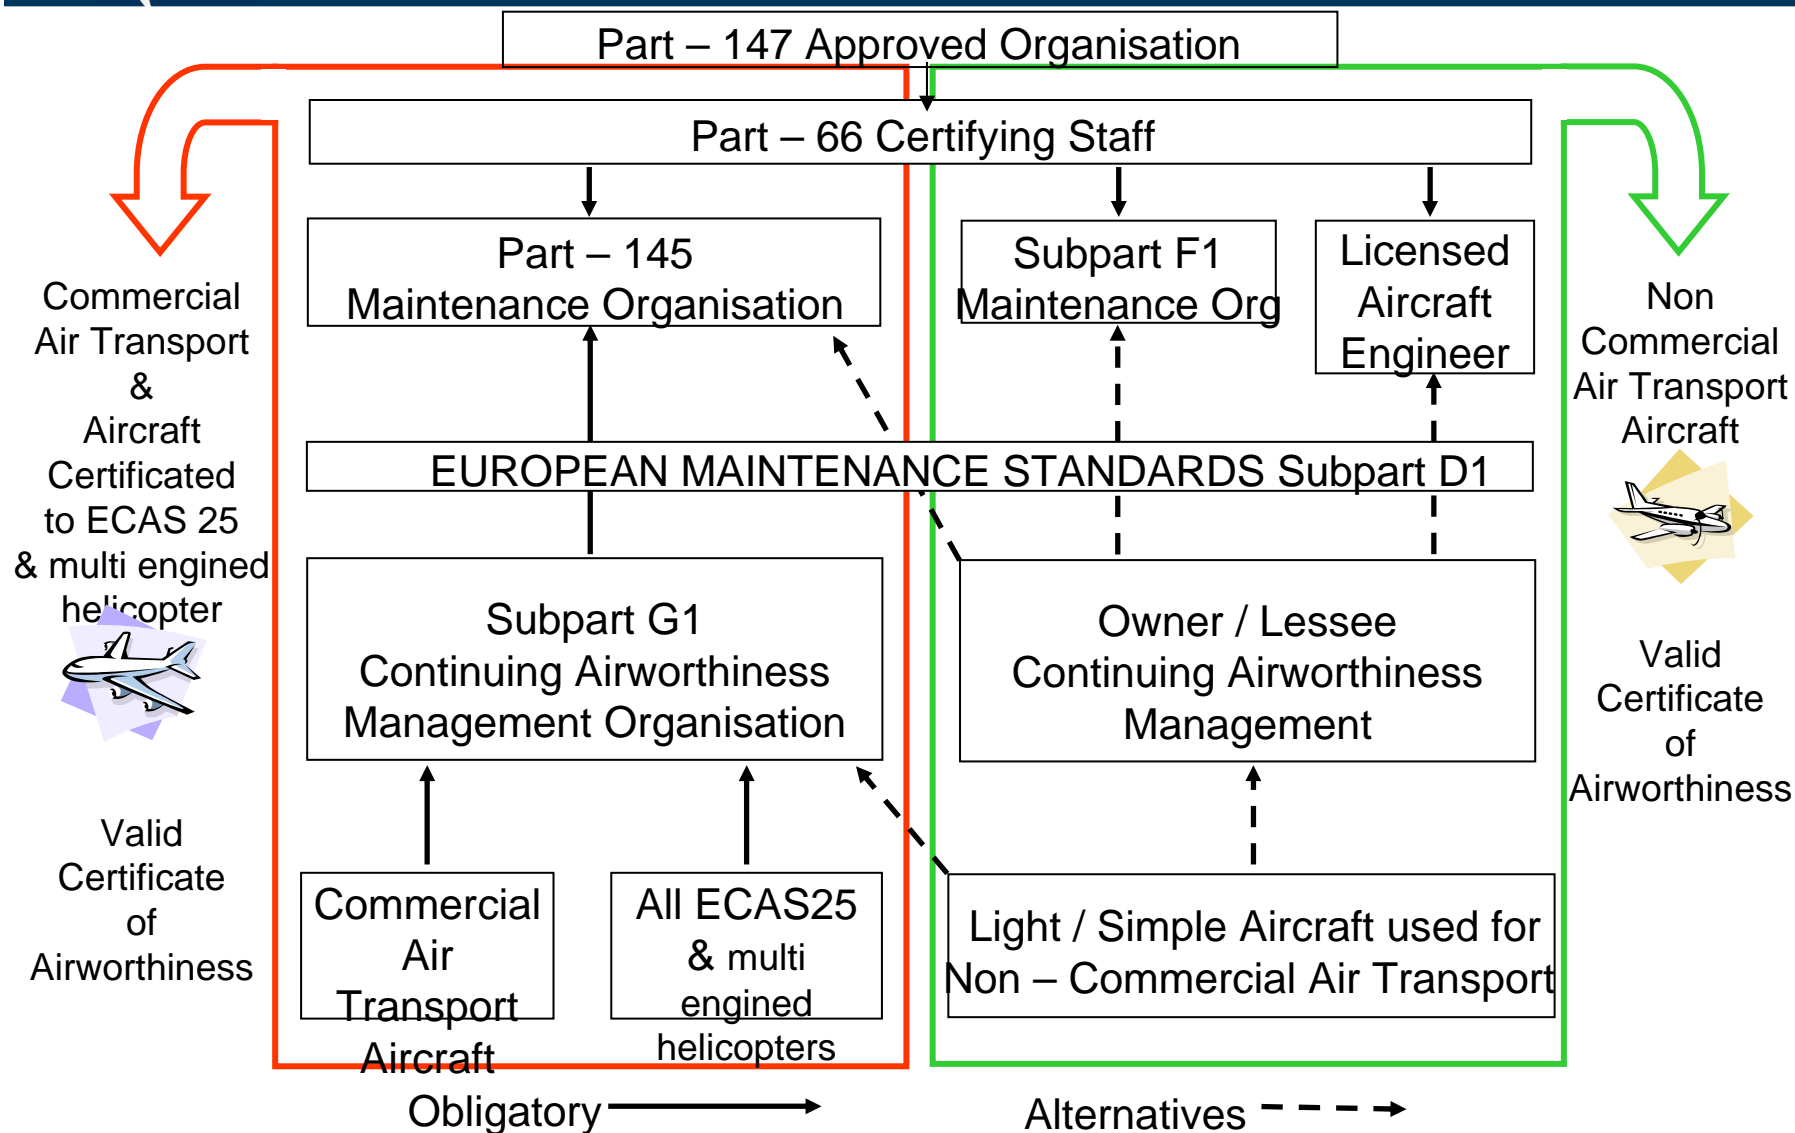 Part – 147 Approved Organisation
Part – 66 Certifying Staff
Part – 145
Maintenance Organisation
Subpart F1
Maintenance Org
Licensed
Aircraft
Engineer
Commercial
Air Transport
&
Aircraft
Certificated
to ECAS 25
& multi engined
helicopter
Non
Commercial
Air Transport
Aircraft
EUROPEAN MAINTENANCE STANDARDS Subpart D1
Subpart G1
Continuing Airworthiness
Management Organisation
Owner / Lessee
Continuing Airworthiness
Management
Valid
Certificate
of
Airworthiness
Valid
Certificate
of
Airworthiness
Commercial
Air
Transport
Aircraft
All ECAS25
& multi
engined
helicopters
Light / Simple Aircraft used for
Non – Commercial Air Transport
Obligatory
Alternatives